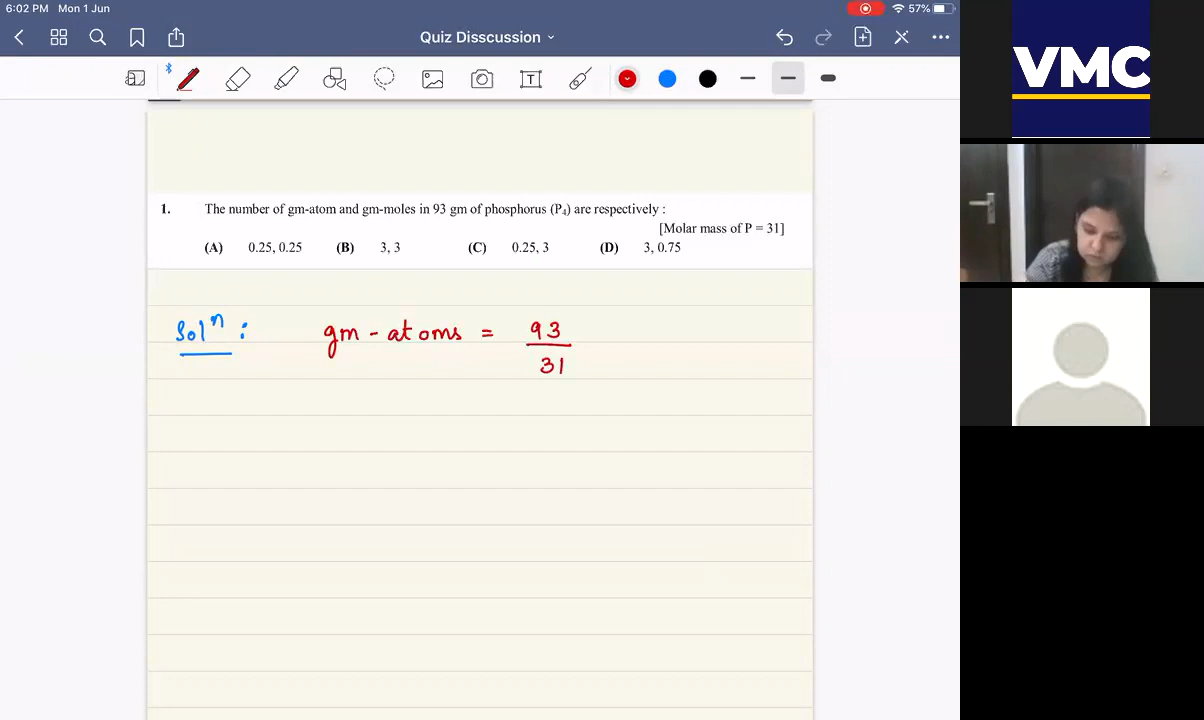 6:02 PM Mon 1 Jun
57%
Quiz Disscussion
VMC
1. The number of gm-atom and gm-moles in 93 gm of phosphorus (P₄) are respectively :
[Molar mass of P = 31]
(A) 0.25, 0.25 (B) 3, 3 (C) 0.25, 3 (D) 3, 0.75
Solⁿ : gm - atoms = 93
31